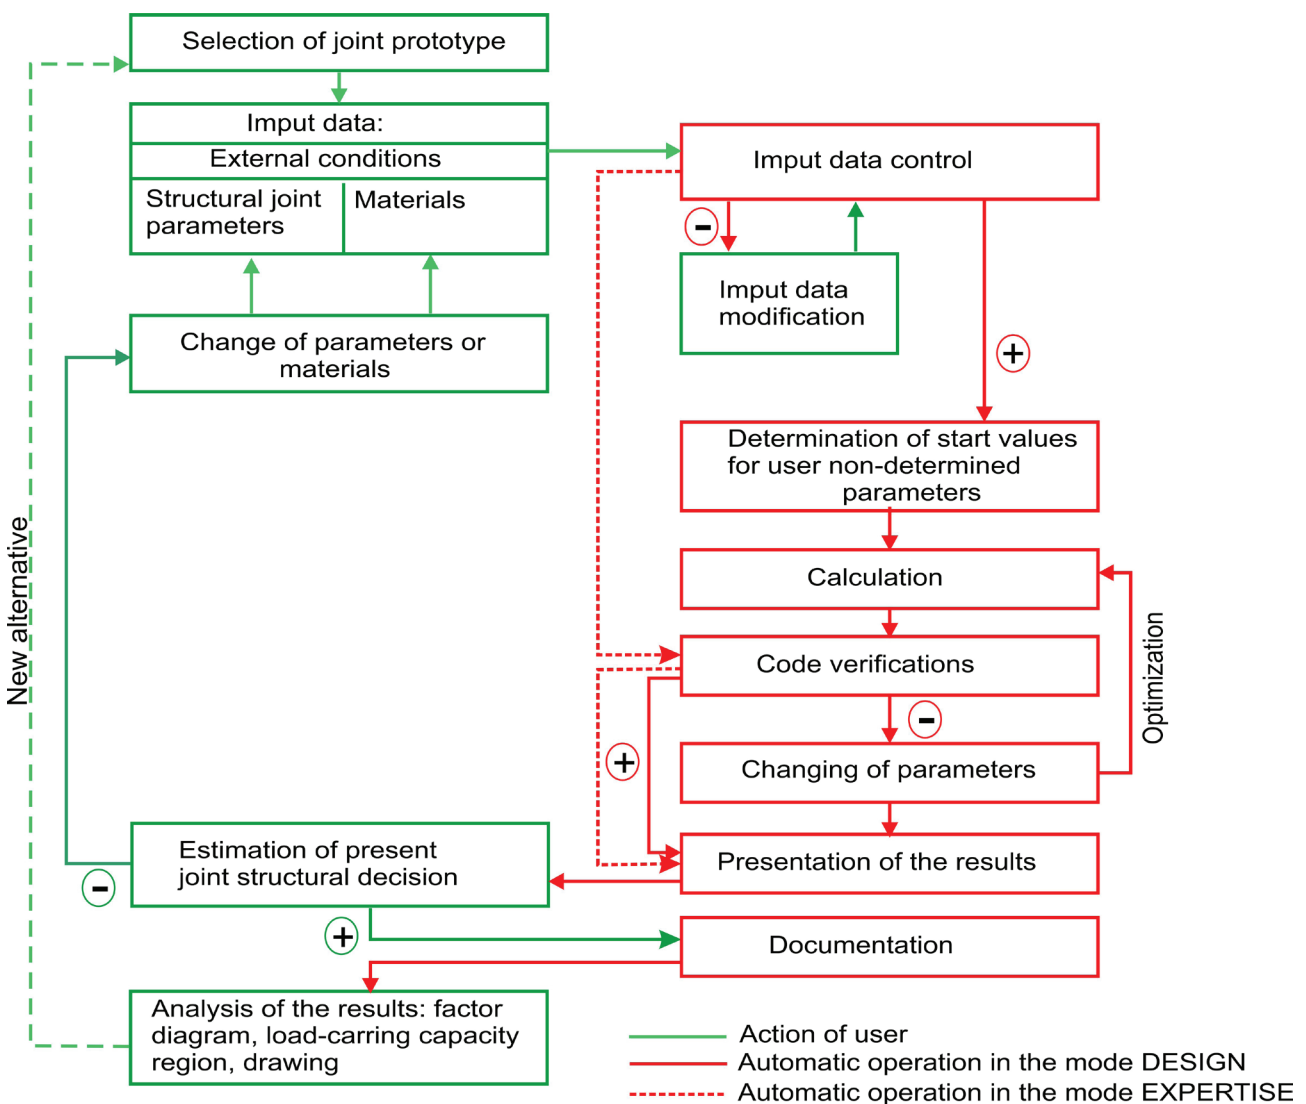 Selection of joint prototype
Imput data:
External conditions
Structural joint
parameters
Materials
Change of parameters or
materials
New alternative
Imput data control
−
Imput data
modification
+
Determination of start values
for user non-determined
parameters
Calculation
Code verifications
−
Optimization
+
Changing of parameters
Presentation of the results
Estimation of present
joint structural decision
−
+
Documentation
Analysis of the results: factor
diagram, load-carring capacity
region, drawing
Action of user
Automatic operation in the mode DESIGN
Automatic operation in the mode EXPERTISE